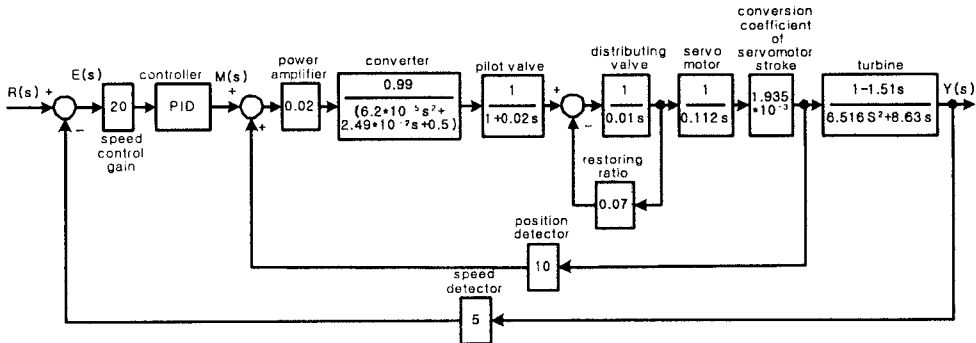 R(s)
+
−
E(s)
20
speed
control
gain
controller
PID
M(s)
+
+
power
amplifier
0.02
converter
0.99
(6.2*10⁻⁵s²+
2.49*10⁻²s+0.5)
pilot valve
1
1+0.02s
+
−
distributing
valve
1
0.01s
restoring
ratio
0.07
servo
motor
1
0.112s
conversion
coefficient
of
servomotor
stroke
1.935
*10⁻³
turbine
1-1.51s
6.516S²+8.63s
Y(s)
position
detector
10
speed
detector
5